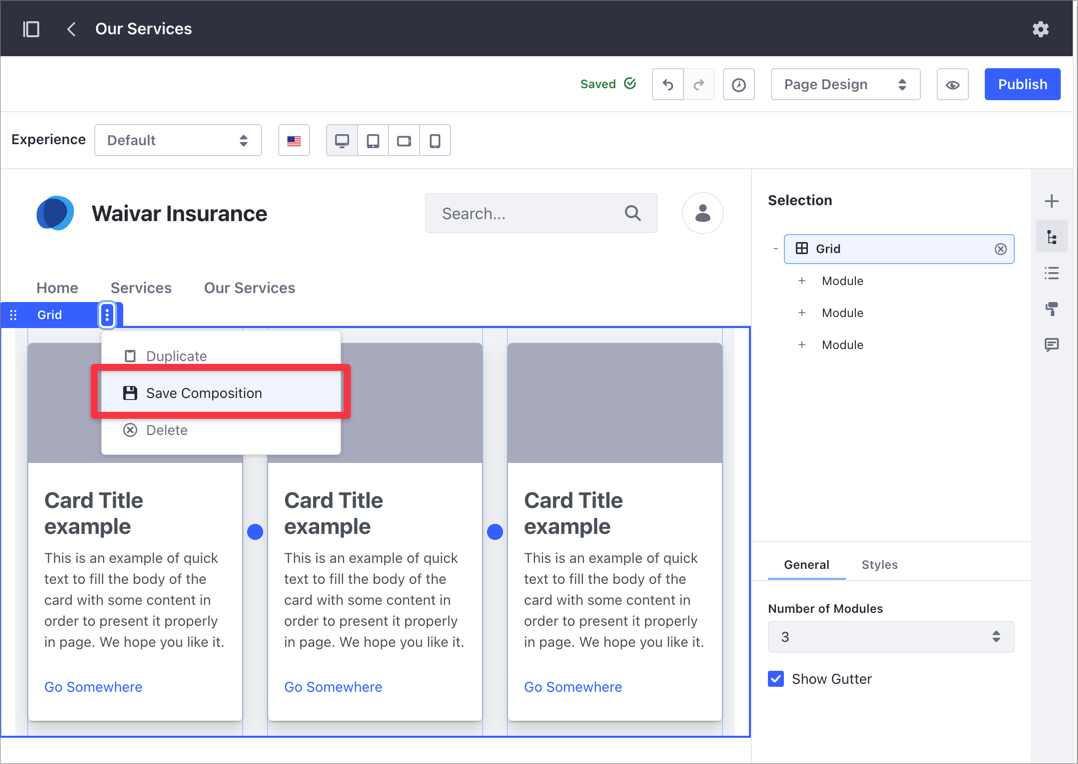 Our Services
Saved
Page Design
Publish
Experience
Default
Waivar Insurance
Search...
Home
Services
Our Services
Grid
Duplicate
Save Composition
Delete
Card Title
example
This is an example of quick
text to fill the body of the
card with some content in
order to present it properly
in page. We hope you like it.
Go Somewhere
Card Title
example
This is an example of quick
text to fill the body of the
card with some content in
order to present it properly
in page. We hope you like it.
Go Somewhere
Card Title
example
This is an example of quick
text to fill the body of the
card with some content in
order to present it properly
in page. We hope you like it.
Go Somewhere
Selection
- Grid
+ Module
+ Module
+ Module
General
Styles
Number of Modules
3
Show Gutter